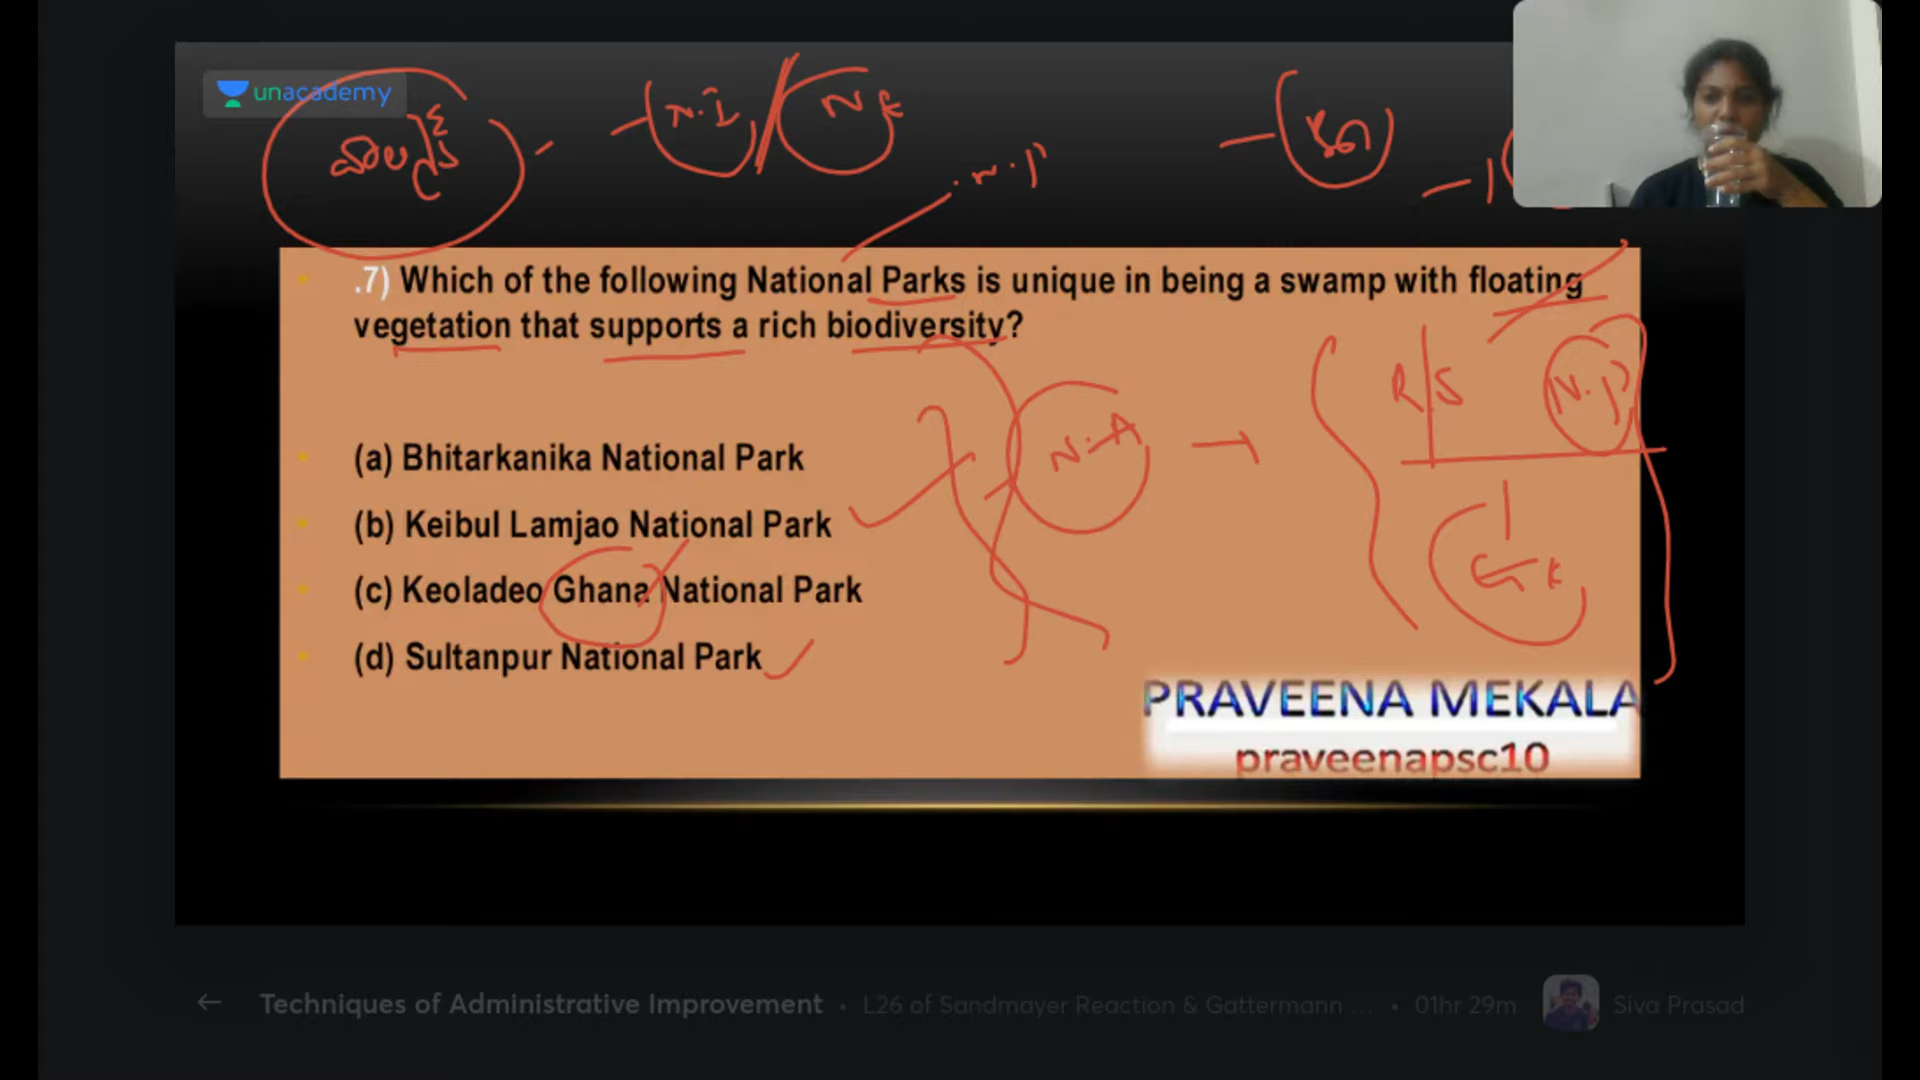 unacademy
N.I
N
.N.P
.7) Which of the following National Parks is unique in being a swamp with floating
vegetation that supports a rich biodiversity?
R/S
N.P
(a) Bhitarkanika National Park
N.A
(b) Keibul Lamjao National Park
(c) Keoladeo Ghana National Park
(d) Sultanpur National Park
PRAVEENA MEKALA
praveenapsc10
← Techniques of Administrative Improvement • L26 of Sandmayer Reaction & Gattermann ... • 01hr 29m Siva Prasad